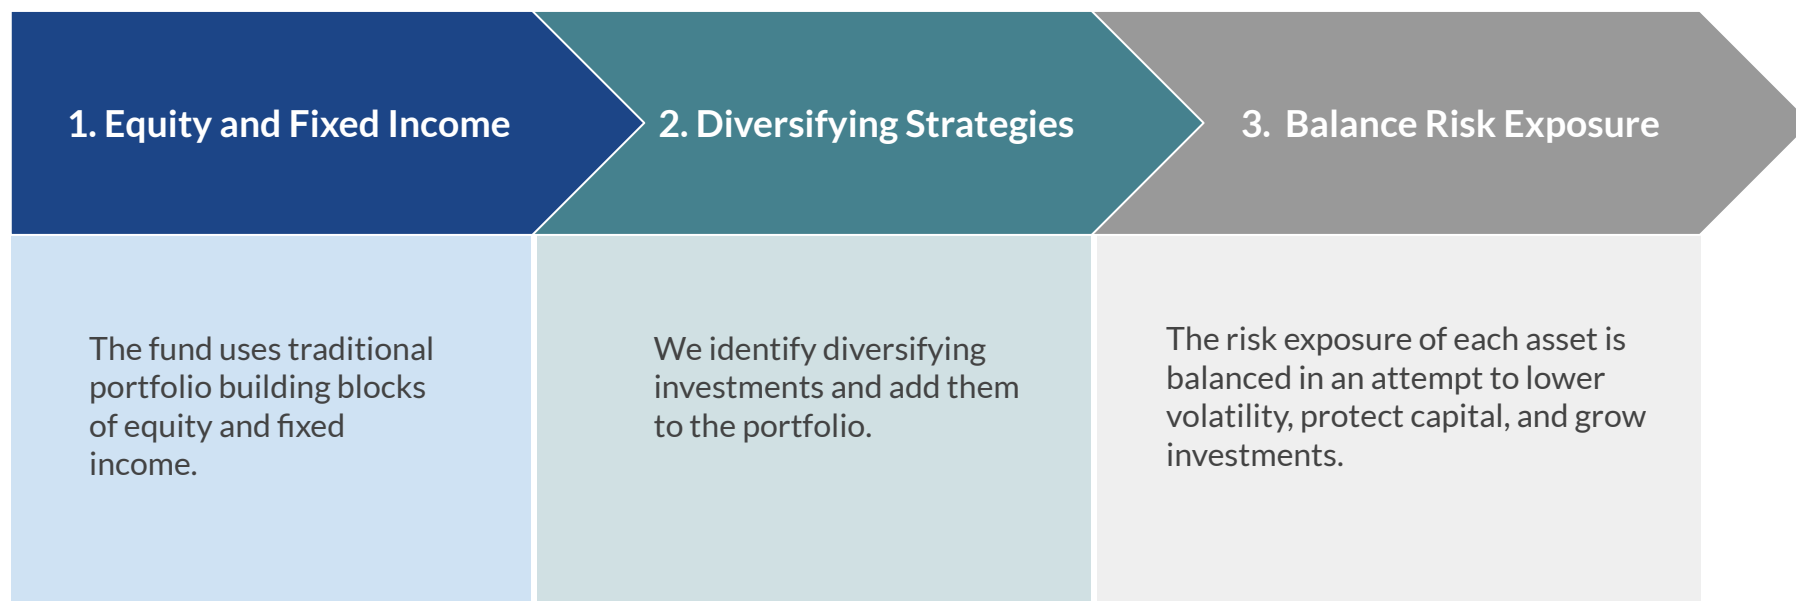 1. Equity and Fixed Income
2. Diversifying Strategies
3. Balance Risk Exposure
The fund uses traditional
portfolio building blocks
of equity and fixed
income.
We identify diversifying
investments and add them
to the portfolio.
The risk exposure of each asset is
balanced in an attempt to lower
volatility, protect capital, and grow
investments.